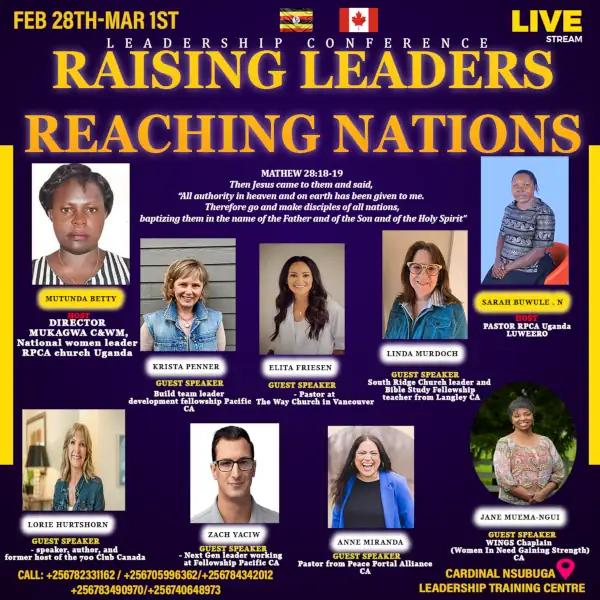 FEB 28TH-MAR 1ST
LIVE
STREAM
LEADERSHIP CONFERENCE
RAISING LEADERS
REACHING NATIONS
MATHEW 28:18-19
Then Jesus came to them and said,
"All authority in heaven and on earth has been given to me.
Therefore go and make disciples of all nations,
baptizing them in the name of the Father and of the Son and of the Holy Spirit"
MUTUNDA BETTY
HOST
DIRECTOR
MUKAGWA C&WM,
National women leader
RPCA church Uganda
SARAH BUWULE . N
HOST
PASTOR RPCA Uganda
LUWEERO
KRISTA PENNER
GUEST SPEAKER
Build team leader
development fellowship Pacific
CA
ELITA FRIESEN
GUEST SPEAKER
- Pastor at
The Way Church in Vancouver
LINDA MURDOCH
GUEST SPEAKER
South Ridge Church leader and
Bible Study Fellowship
teacher from Langley CA
LORIE HURTSHORN
GUEST SPEAKER
- speaker, author, and
former host of the 700 Club Canada
ZACH YACIW
GUEST SPEAKER
- Next Gen leader working
at Fellowship Pacific CA
ANNE MIRANDA
GUEST SPEAKER
Pastor from Peace Portal Alliance
CA
JANE MUEMA-NGUI
GUEST SPEAKER
WINGS Chaplain
(Women In Need Gaining Strength)
CA
CALL: +256782331162 / +256705996362/+256784342012
+256783490970/+256740648973
CARDINAL NSUBUGA
LEADERSHIP TRAINING CENTRE